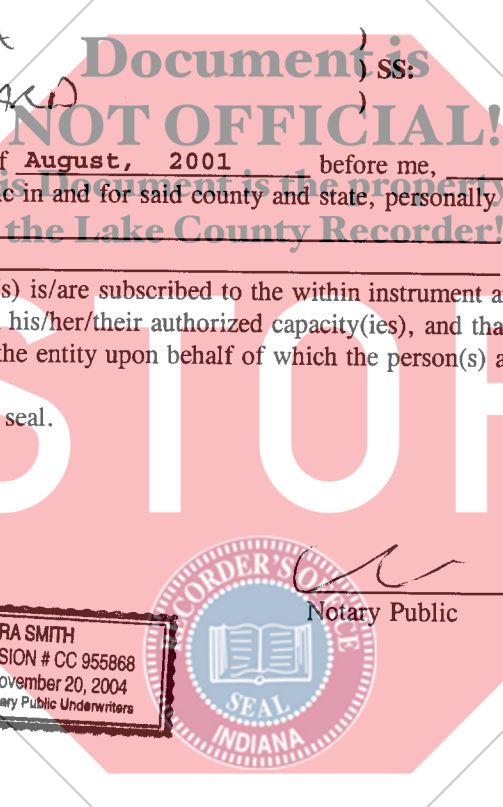 Document is
) SS:
)
NOT OFFICIAL!
f August, 2001 before me,
is Document is the property
c in and for said county and state, personally
the Lake County Recorder!
s) is/are subscribed to the within instrument a
his/her/their authorized capacity(ies), and tha
the entity upon behalf of which the person(s) a
STOP
seal.
RECORDER'S OFFICE
SEAL
INDIANA
Notary Public
RA SMITH
SION # CC 955868
ovember 20, 2004
ary Public Underwriters